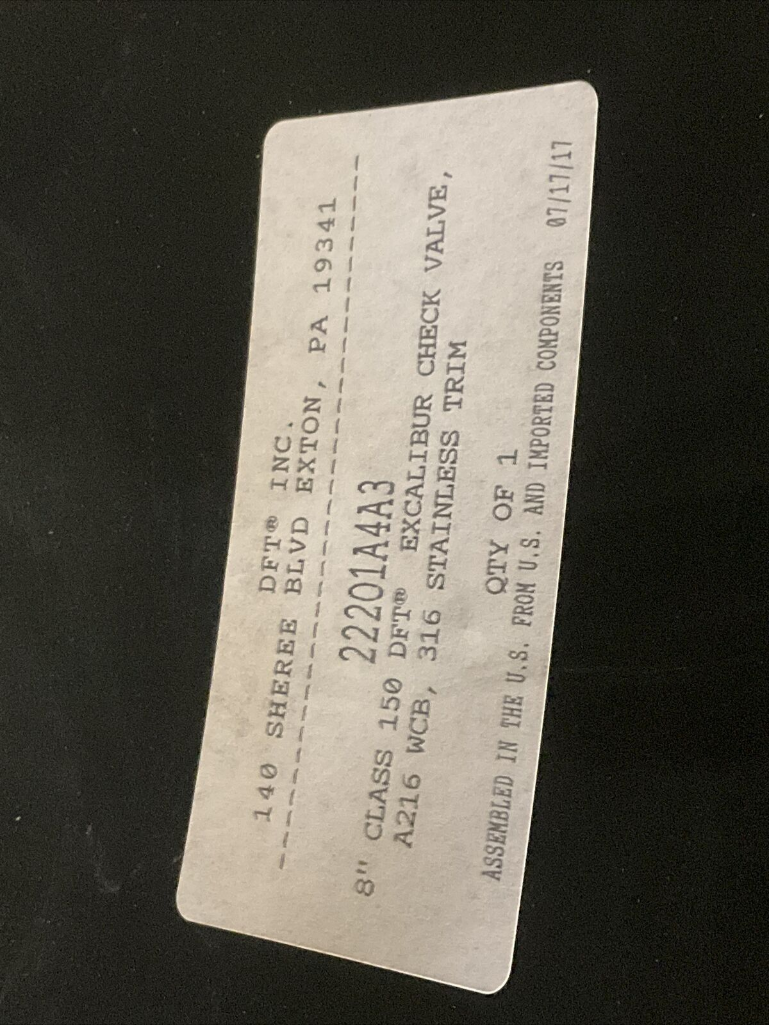 DFT® INC.
140 SHEREE BLVD EXTON, PA 19341
--------------------------------------
22201A4A3
8" CLASS 150 DFT® EXCALIBUR CHECK VALVE,
A216 WCB, 316 STAINLESS TRIM
QTY OF 1
ASSEMBLED IN THE U.S. FROM U.S. AND IMPORTED COMPONENTS 07/17/17